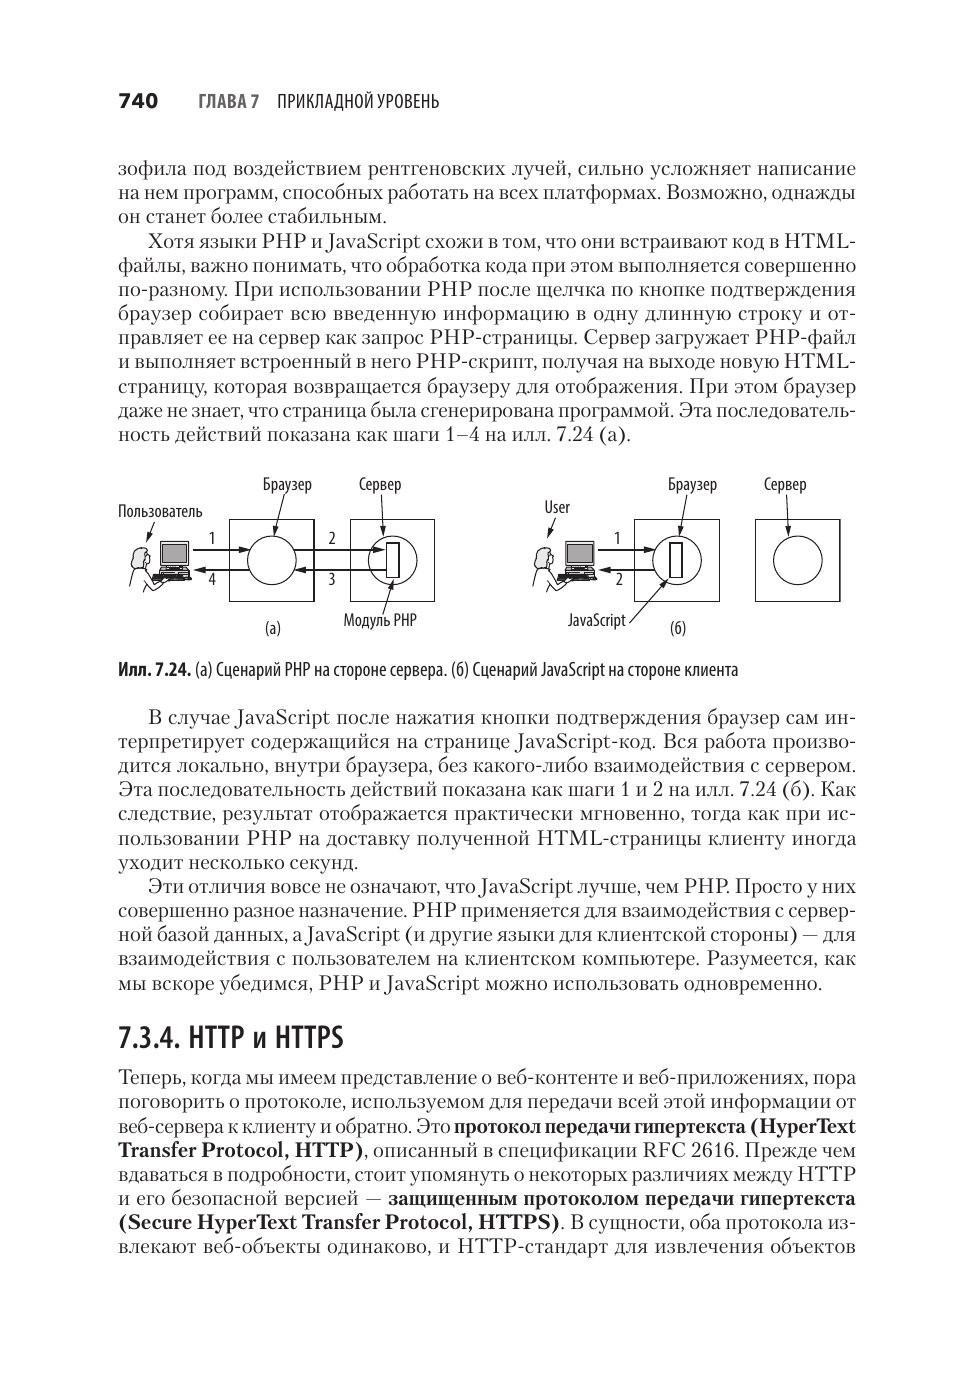 740 ГЛАВА 7 ПРИКЛАДНОЙ УРОВЕНЬ
зофила под воздействием рентгеновских лучей, сильно усложняет написание
на нем программ, способных работать на всех платформах. Возможно, однажды
он станет более стабильным.
Хотя языки PHP и JavaScript схожи в том, что они встраивают код в HTML-
файлы, важно понимать, что обработка кода при этом выполняется совершенно
по-разному. При использовании PHP после щелчка по кнопке подтверждения
браузер собирает всю введенную информацию в одну длинную строку и от-
правляет ее на сервер как запрос PHP-страницы. Сервер загружает PHP-файл
и выполняет встроенный в него PHP-скрипт, получая на выходе новую HTML-
страницу, которая возвращается браузеру для отображения. При этом браузер
даже не знает, что страница была сгенерирована программой. Эта последователь-
ность действий показана как шаги 1–4 на илл. 7.24 (а).
Браузер Сервер
Пользователь
1 2
4 3
Модуль PHP
(а)
Браузер Сервер
User
1
2
JavaScript
(б)
Илл. 7.24. (а) Сценарий PHP на стороне сервера. (б) Сценарий JavaScript на стороне клиента
В случае JavaScript после нажатия кнопки подтверждения браузер сам ин-
терпретирует содержащийся на странице JavaScript-код. Вся работа произво-
дится локально, внутри браузера, без какого-либо взаимодействия с сервером.
Эта последовательность действий показана как шаги 1 и 2 на илл. 7.24 (б). Как
следствие, результат отображается практически мгновенно, тогда как при ис-
пользовании PHP на доставку полученной HTML-страницы клиенту иногда
уходит несколько секунд.
Эти отличия вовсе не означают, что JavaScript лучше, чем PHP. Просто у них
совершенно разное назначение. PHP применяется для взаимодействия с сервер-
ной базой данных, а JavaScript (и другие языки для клиентской стороны) — для
взаимодействия с пользователем на клиентском компьютере. Разумеется, как
мы вскоре убедимся, PHP и JavaScript можно использовать одновременно.
7.3.4. HTTP и HTTPS
Теперь, когда мы имеем представление о веб-контенте и веб-приложениях, пора
поговорить о протоколе, используемом для передачи всей этой информации от
веб-сервера к клиенту и обратно. Это протокол передачи гипертекста (HyperText
Transfer Protocol, HTTP), описанный в спецификации RFC 2616. Прежде чем
вдаваться в подробности, стоит упомянуть о некоторых различиях между HTTP
и его безопасной версией — защищенным протоколом передачи гипертекста
(Secure HyperText Transfer Protocol, HTTPS). В сущности, оба протокола из-
влекают веб-объекты одинаково, и HTTP-стандарт для извлечения объектов